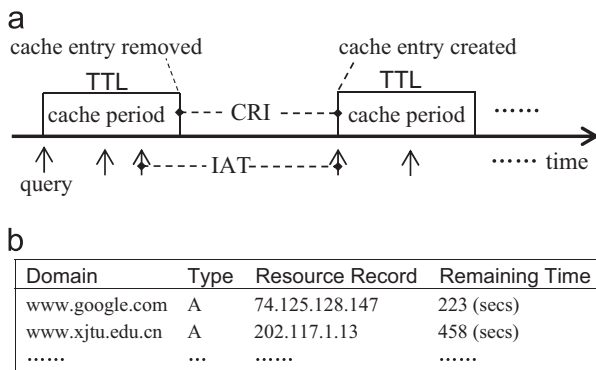 a
cache entry removed
cache entry created
TTL
TTL
cache period
CRI
cache period
......
IAT
...... time
query
b
Domain Type Resource Record Remaining Time
www.google.com A 74.125.128.147 223 (secs)
www.xjtu.edu.cn A 202.117.1.13 458 (secs)
...... ... ...... ......